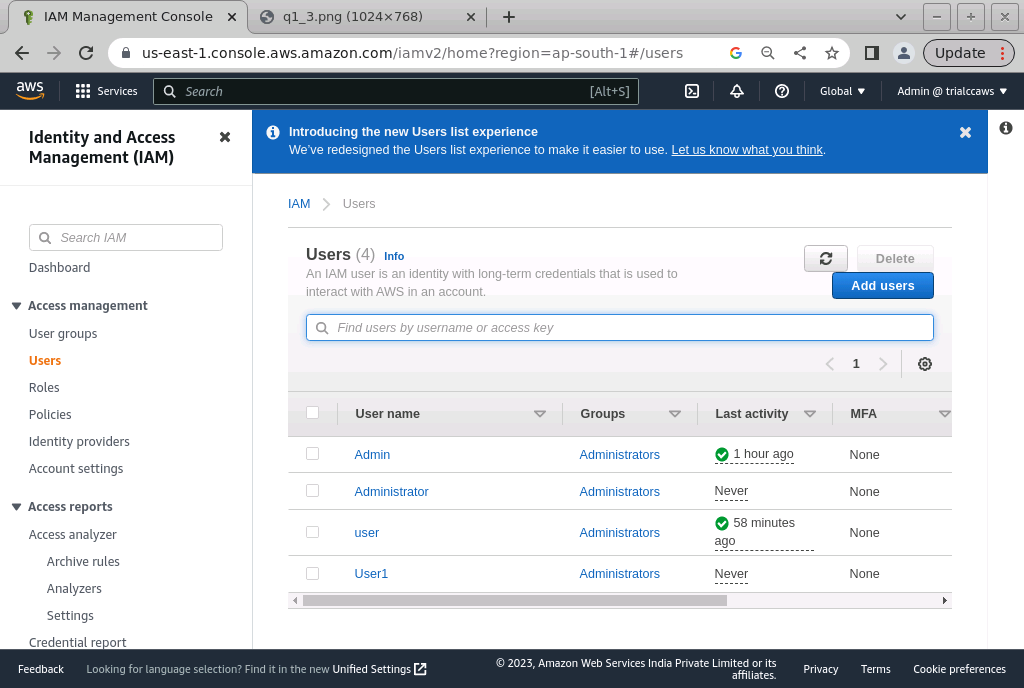 IAM Management Console
q1_3.png (1024×768)
us-east-1.console.aws.amazon.com/iamv2/home?region=ap-south-1#/users
Update
aws
Services
Search
[Alt+S]
Global
Admin @ trialccaws
Identity and Access
Management (IAM)
Search IAM
Dashboard
Access management
User groups
Users
Roles
Policies
Identity providers
Account settings
Access reports
Access analyzer
Archive rules
Analyzers
Settings
Credential report
Introducing the new Users list experience
We've redesigned the Users list experience to make it easier to use. Let us know what you think.
IAM > Users
Users (4) Info
An IAM user is an identity with long-term credentials that is used to
interact with AWS in an account.
Delete
Add users
Find users by username or access key
1
User name Groups Last activity MFA
Admin Administrators 1 hour ago None
Administrator Administrators Never None
user Administrators 58 minutes ago None
User1 Administrators Never None
Feedback
Looking for language selection? Find it in the new Unified Settings
© 2023, Amazon Web Services India Private Limited or its
affiliates.
Privacy
Terms
Cookie preferences